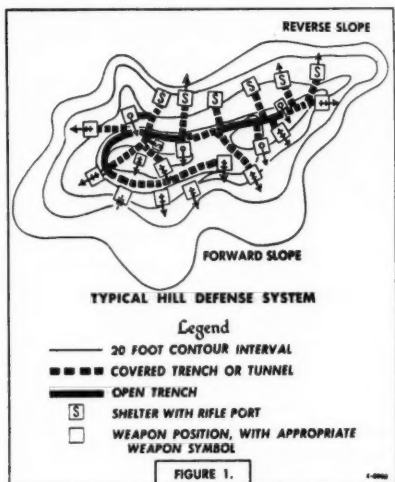 REVERSE SLOPE
S
S
S
S
S
S
S
FORWARD SLOPE
TYPICAL HILL DEFENSE SYSTEM
Legend
20 FOOT CONTOUR INTERVAL
COVERED TRENCH OR TUNNEL
OPEN TRENCH
S SHELTER WITH RIFLE PORT
WEAPON POSITION, WITH APPROPRIATE
WEAPON SYMBOL
FIGURE 1.